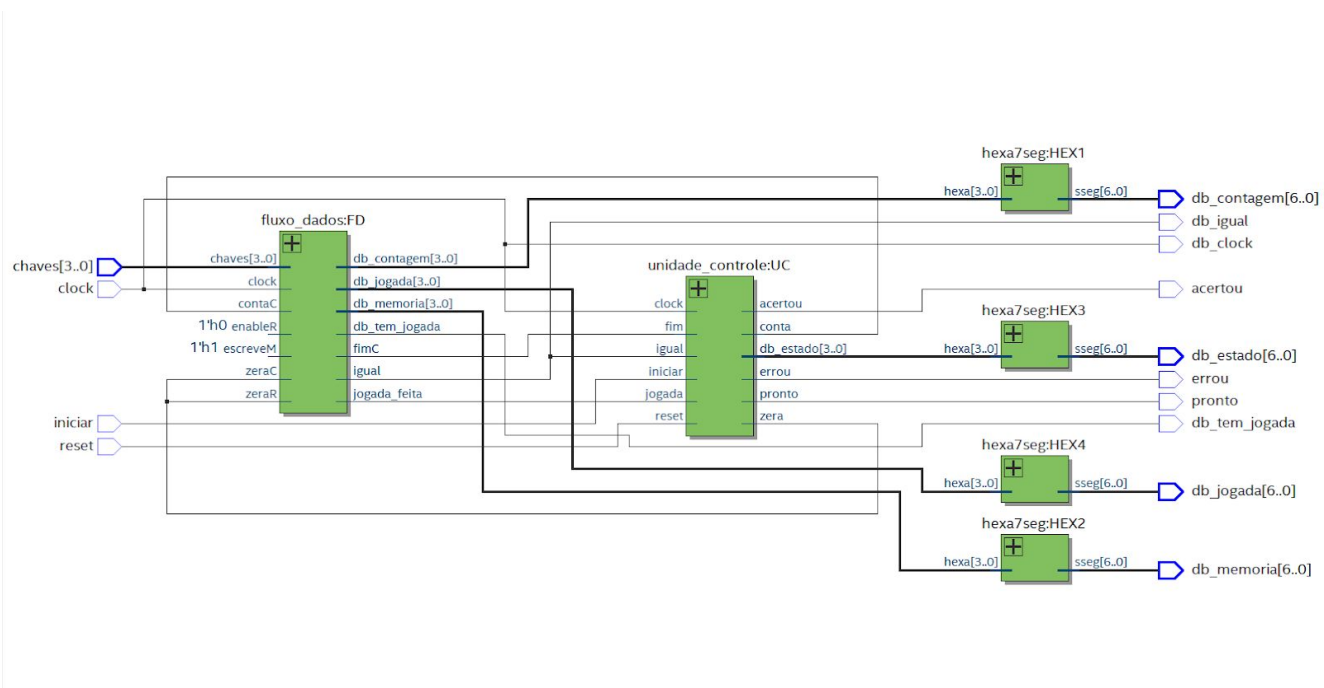 hexa7seg:HEX1
hexa[3..0]
sseg[6..0]
db_contagem[6..0]
db_igual
db_clock
fluxo_dados:FD
chaves[3..0]
clock
chaves[3..0]
clock
contaC
1'h0 enableR
1'h1 escreveM
zeraC
zeraR
db_contagem[3..0]
db_jogada[3..0]
db_memoria[3..0]
db_tem_jogada
fimC
igual
jogada_feita
iniciar
reset
unidade_controle:UC
clock
fim
igual
iniciar
jogada
reset
acertou
conta
db_estado[3..0]
errou
pronto
zera
acertou
hexa7seg:HEX3
hexa[3..0]
sseg[6..0]
db_estado[6..0]
errou
pronto
db_tem_jogada
hexa7seg:HEX4
hexa[3..0]
sseg[6..0]
db_jogada[6..0]
hexa7seg:HEX2
hexa[3..0]
sseg[6..0]
db_memoria[6..0]